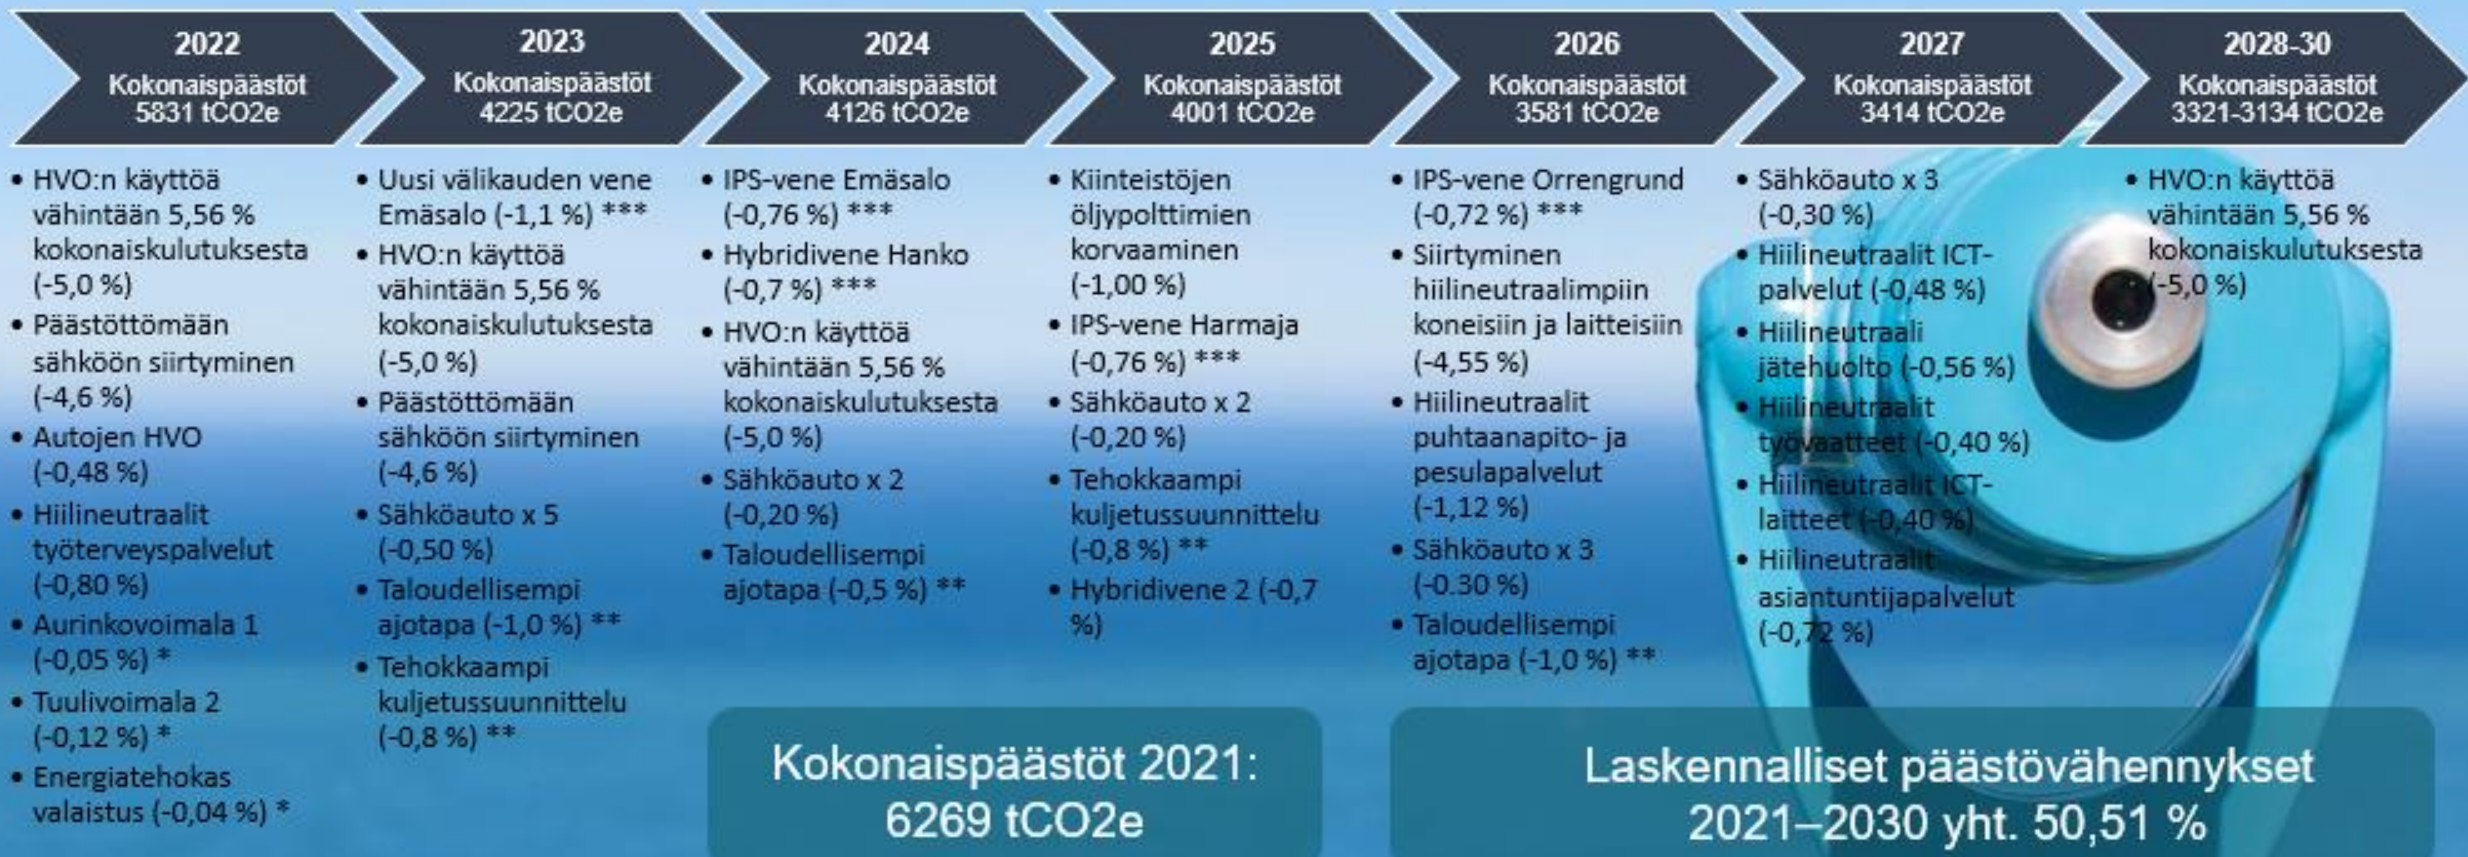 2022
Kokonaispäästöt
5831 tCO2e
• HVO:n käyttöä
vähintään 5,56 %
kokonaiskulutuksesta
(-5,0 %)
• Päästöttömään
sähköön siirtyminen
(-4,6 %)
• Autojen HVO
(-0,48 %)
• Hiilineutraalit
työterveyspalvelut
(-0,80 %)
• Aurinkovoimala 1
(-0,05 %) *
• Tuulivoimala 2
(-0,12 %) *
• Energiatehokas
valaistus (-0,04 %) *
2023
Kokonaispäästöt
4225 tCO2e
• Uusi välikauden vene
Emäsalo (-1,1 %) ***
• HVO:n käyttöä
vähintään 5,56 %
kokonaiskulutuksesta
(-5,0 %)
• Päästöttömään
sähköön siirtyminen
(-4,6 %)
• Sähköauto x 5
(-0,50 %)
• Taloudellisempi
ajotapa (-1,0 %) **
• Tehokkaampi
kuljetussuunnittelu
(-0,8 %) **
2024
Kokonaispäästöt
4126 tCO2e
• IPS-vene Emäsalo
(-0,76 %) ***
• Hybridivene Hanko
(-0,7 %) ***
• HVO:n käyttöä
vähintään 5,56 %
kokonaiskulutuksesta
(-5,0 %)
• Sähköauto x 2
(-0,20 %)
• Taloudellisempi
ajotapa (-0,5 %) **
2025
Kokonaispäästöt
4001 tCO2e
• Kiinteistöjen
öljypolttimien
korvaaminen
(-1,00 %)
• IPS-vene Harmaja
(-0,76 %) ***
• Sähköauto x 2
(-0,20 %)
• Tehokkaampi
kuljetussuunnittelu
(-0,8 %) **
• Hybridivene 2 (-0,7
%)
2026
Kokonaispäästöt
3581 tCO2e
• IPS-vene Orrengrund
(-0,72 %) ***
• Siirtyminen
hiilineutraalimpiin
koneisiin ja laitteisiin
(-4,55 %)
• Hiilineutraalit
puhtaanapito- ja
pesulapalvelut
(-1,12 %)
• Sähköauto x 3
(-0.30 %)
• Taloudellisempi
ajotapa (-1,0 %) **
2027
Kokonaispäästöt
3414 tCO2e
• Sähköauto x 3
(-0,30 %)
• Hiilineutraalit ICT-
palvelut (-0,48 %)
• Hiilineutraali
jätehuolto (-0,56 %)
• Hiilineutraalit
työvaatteet (-0,40 %)
• Hiilineutraalit ICT-
laitteet (-0,40 %)
• Hiilineutraalit
asiantuntijapalvelut
(-0,72 %)
2028-30
Kokonaispäästöt
3321-3134 tCO2e
• HVO:n käyttöä
vähintään 5,56 %
kokonaiskulutuksesta
(-5,0 %)
Kokonaispäästöt 2021:
6269 tCO2e
Laskennalliset päästövähennykset
2021–2030 yht. 50,51 %